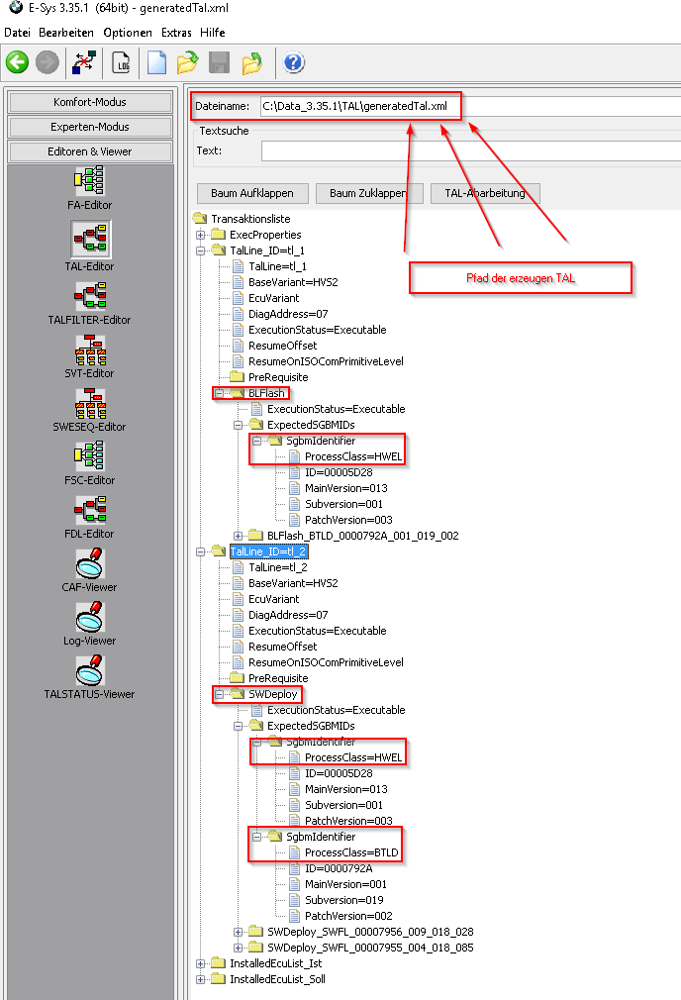 E-Sys 3.35.1 (64bit) - generatedTal.xml
Datei Bearbeiten Optionen Extras Hilfe
LOG
Komfort-Modus
Experten-Modus
Editoren & Viewer
FA-Editor
TAL-Editor
TALFILTER-Editor
SVT-Editor
SWESEQ-Editor
FSC-Editor
FDL-Editor
CAF-Viewer
Log-Viewer
TALSTATUS-Viewer
Dateiname: C:\Data_3.35.1\TAL\generatedTal.xml
Textsuche
Text:
Baum Aufklappen Baum Zuklappen TAL-Abarbeitung
Pfad der erzeugen TAL
Transaktionsliste
ExecProperties
TalLine_ID=tl_1
TalLine=tl_1
BaseVariant=HVS2
EcuVariant
DiagAddress=07
ExecutionStatus=Executable
ResumeOffset
ResumeOnISOComPrimitiveLevel
PreRequisite
BLFlash
ExecutionStatus=Executable
ExpectedSGBMIDs
SgbmIdentifier
ProcessClass=HWEL
ID=00005D28
MainVersion=013
Subversion=001
PatchVersion=003
BLFlash_BTLD_0000792A_001_019_002
TalLine_ID=tl_2
TalLine=tl_2
BaseVariant=HVS2
EcuVariant
DiagAddress=07
ExecutionStatus=Executable
ResumeOffset
ResumeOnISOComPrimitiveLevel
PreRequisite
SWDeploy
ExecutionStatus=Executable
ExpectedSGBMIDs
SgbmIdentifier
ProcessClass=HWEL
ID=00005D28
MainVersion=013
Subversion=001
PatchVersion=003
SgbmIdentifier
ProcessClass=BTLD
ID=0000792A
MainVersion=001
Subversion=019
PatchVersion=002
SWDeploy_SWFL_00007956_009_018_028
SWDeploy_SWFL_00007955_004_018_085
InstalledEcuList_Ist
InstalledEcuList_Soll